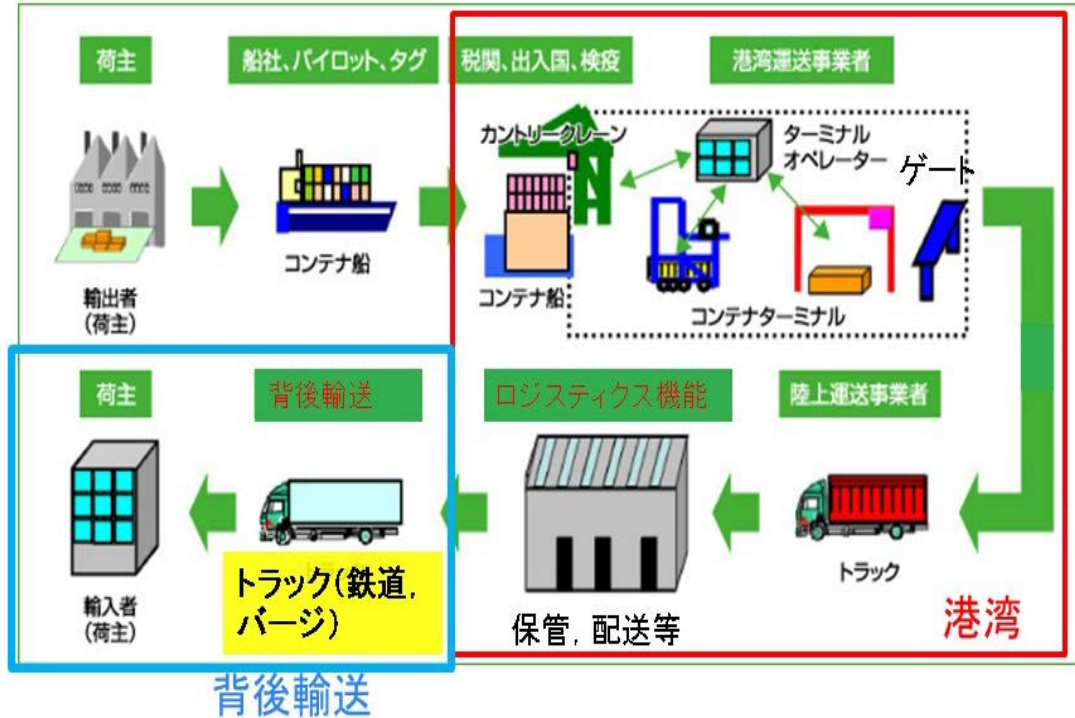 荷主
船社、パイロット、タグ
税関、出入国、検疫
港湾運送事業者
カントリークレーン
ターミナル
オペレーター
ゲート
コンテナ船
コンテナ船
コンテナターミナル
輸出者
(荷主)
荷主
背後輸送
ロジスティクス機能
陸上運送事業者
トラック
トラック(鉄道,
バージ)
輸入者
(荷主)
保管, 配送等
港湾
背後輸送